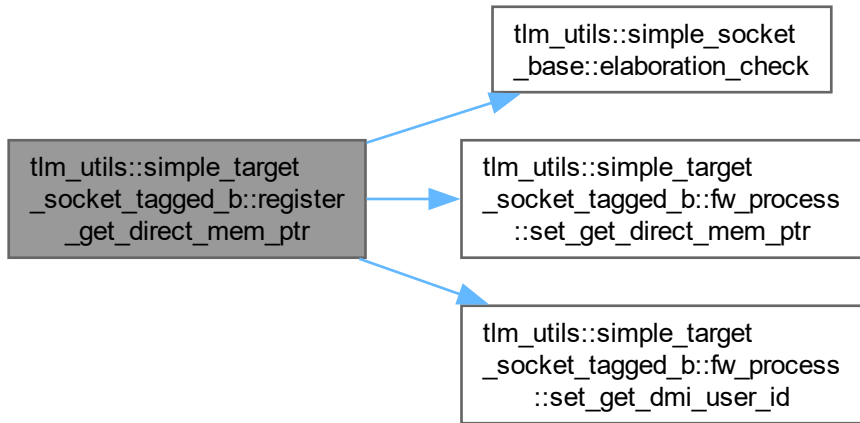 tlm_utils::simple_socket
_base::elaboration_check
tlm_utils::simple_target
_socket_tagged_b::register
_get_direct_mem_ptr
tlm_utils::simple_target
_socket_tagged_b::fw_process
::set_get_direct_mem_ptr
tlm_utils::simple_target
_socket_tagged_b::fw_process
::set_get_dmi_user_id